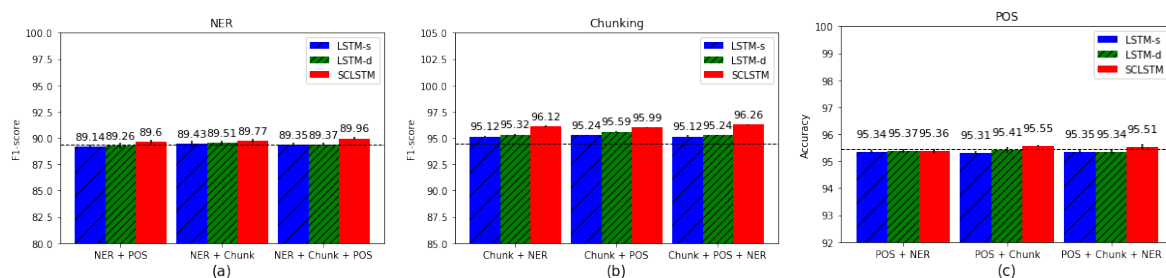 NER
F1-score
100.0
97.5
95.0
92.5
90.0
87.5
85.0
82.5
80.0
LSTM-s
LSTM-d
SCLSTM
89.14 89.26 89.6
89.43 89.51 89.77
89.35 89.37 89.96
NER + POS
NER + Chunk
NER + Chunk + POS
(a)
Chunking
F1-score
105.0
102.5
100.0
97.5
95.0
92.5
90.0
87.5
85.0
LSTM-s
LSTM-d
SCLSTM
95.12 95.32 96.12
95.24 95.59 95.99
95.12 95.24 96.26
Chunk + NER
Chunk + POS
Chunk + POS + NER
(b)
POS
Accuracy
100
99
98
97
96
95
94
93
92
LSTM-s
LSTM-d
SCLSTM
95.34 95.37 95.36
95.31 95.41 95.55
95.35 95.34 95.51
POS + NER
POS + Chunk
POS + Chunk + NER
(c)